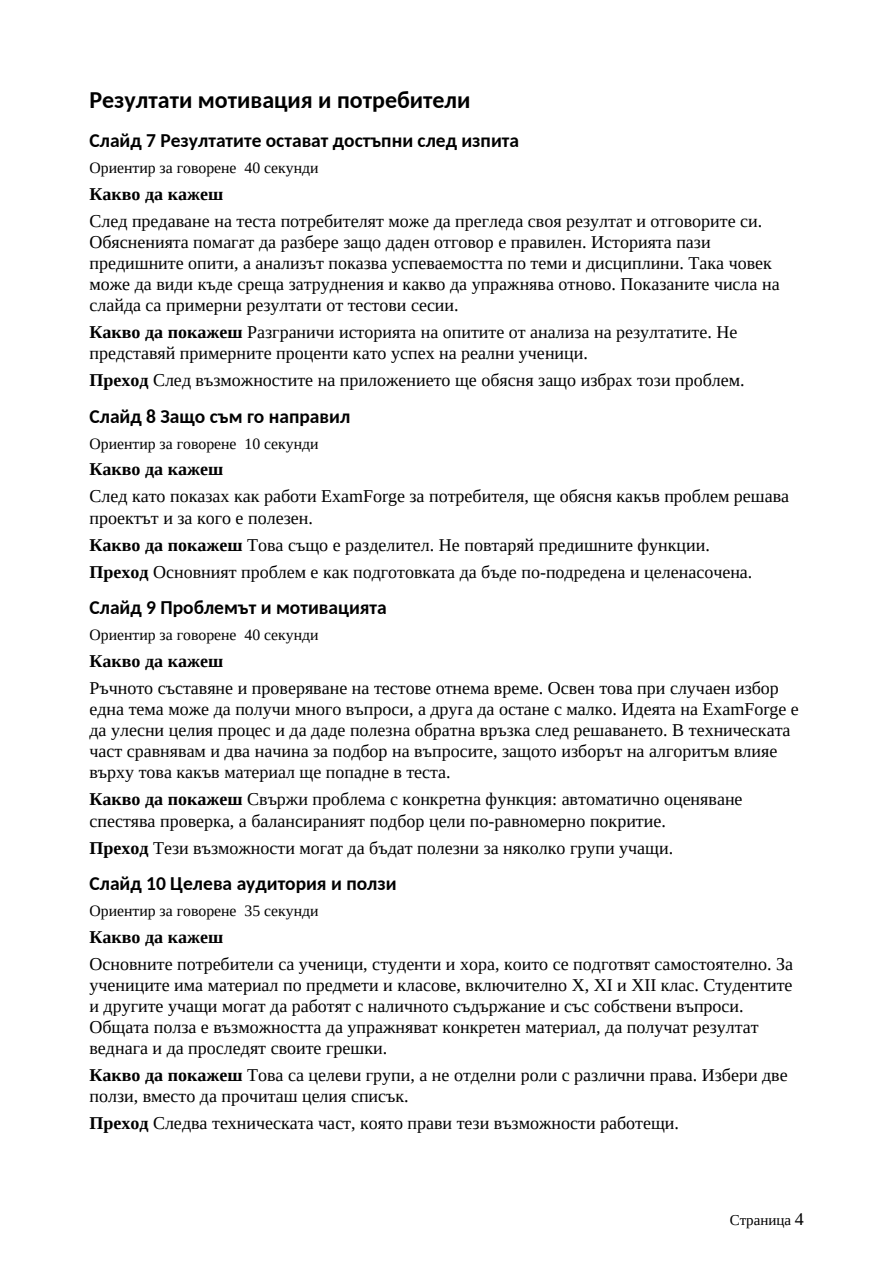 Резултати мотивация и потребители
Слайд 7 Резултатите остават достъпни след изпита
Ориентир за говорене  40 секунди
Какво да кажеш
След предаване на теста потребителят може да прегледа своя резултат и отговорите си.
Обясненията помагат да разбере защо даден отговор е правилен. Историята пази
предишните опити, а анализът показва успеваемостта по теми и дисциплини. Така човек
може да види къде среща затруднения и какво да упражнява отново. Показаните числа на
слайда са примерни резултати от тестови сесии.
Какво да покажеш Разграничи историята на опитите от анализа на резултатите. Не
представяй примерните проценти като успех на реални ученици.
Преход След възможностите на приложението ще обясня защо избрах този проблем.
Слайд 8 Защо съм го направил
Ориентир за говорене  10 секунди
Какво да кажеш
След като показах как работи ExamForge за потребителя, ще обясня какъв проблем решава
проектът и за кого е полезен.
Какво да покажеш Това също е разделител. Не повтаряй предишните функции.
Преход Основният проблем е как подготовката да бъде по-подредена и целенасочена.
Слайд 9 Проблемът и мотивацията
Ориентир за говорене  40 секунди
Какво да кажеш
Ръчното съставяне и проверяване на тестове отнема време. Освен това при случаен избор
една тема може да получи много въпроси, а друга да остане с малко. Идеята на ExamForge е
да улесни целия процес и да даде полезна обратна връзка след решаването. В техническата
част сравнявам и два начина за подбор на въпросите, защото изборът на алгоритъм влияе
върху това какъв материал ще попадне в теста.
Какво да покажеш Свържи проблема с конкретна функция: автоматично оценяване
спестява проверка, а балансираният подбор цели по-равномерно покритие.
Преход Тези възможности могат да бъдат полезни за няколко групи учащи.
Слайд 10 Целева аудитория и ползи
Ориентир за говорене  35 секунди
Какво да кажеш
Основните потребители са ученици, студенти и хора, които се подготвят самостоятелно. За
учениците има материал по предмети и класове, включително X, XI и XII клас. Студентите
и другите учащи могат да работят с наличното съдържание и със собствени въпроси.
Общата полза е възможността да упражняват конкретен материал, да получат резултат
веднага и да проследят своите грешки.
Какво да покажеш Това са целеви групи, а не отделни роли с различни права. Избери две
ползи, вместо да прочиташ целия списък.
Преход Следва техническата част, която прави тези възможности работещи.
Страница 4